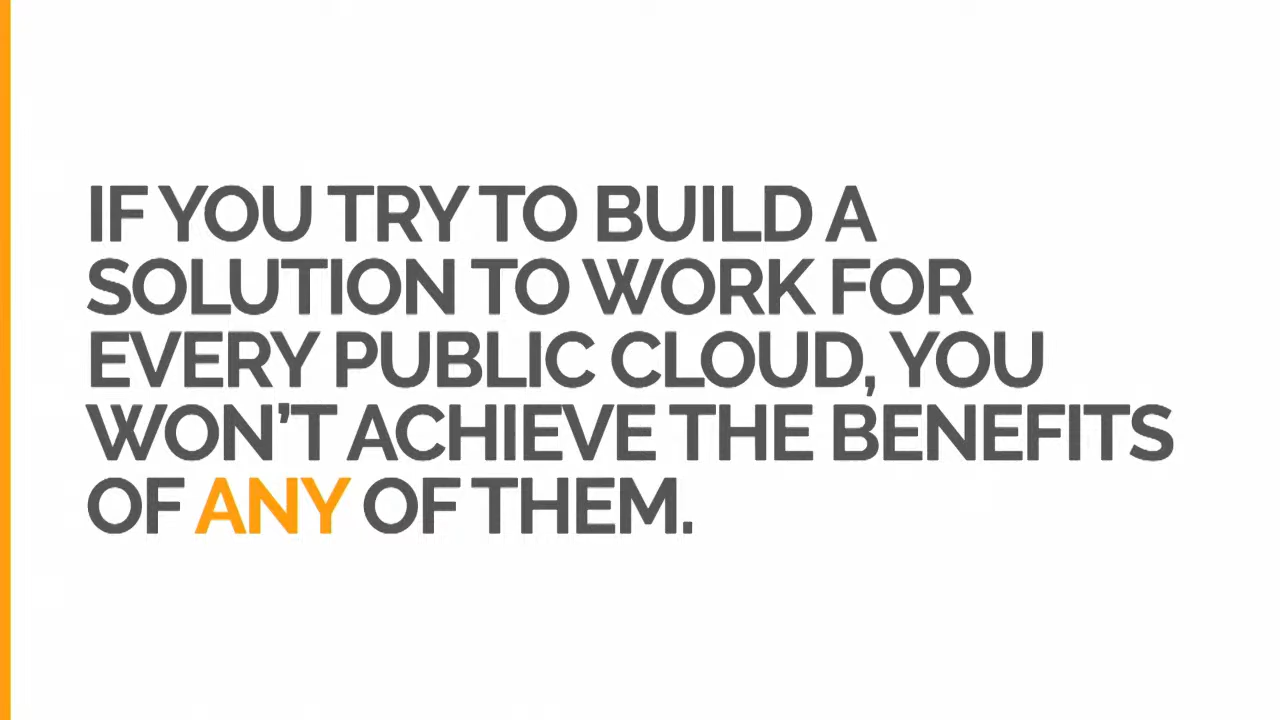 IF YOU TRY TO BUILD A
SOLUTION TO WORK FOR
EVERY PUBLIC CLOUD, YOU
WON’T ACHIEVE THE BENEFITS
OF ANY OF THEM.